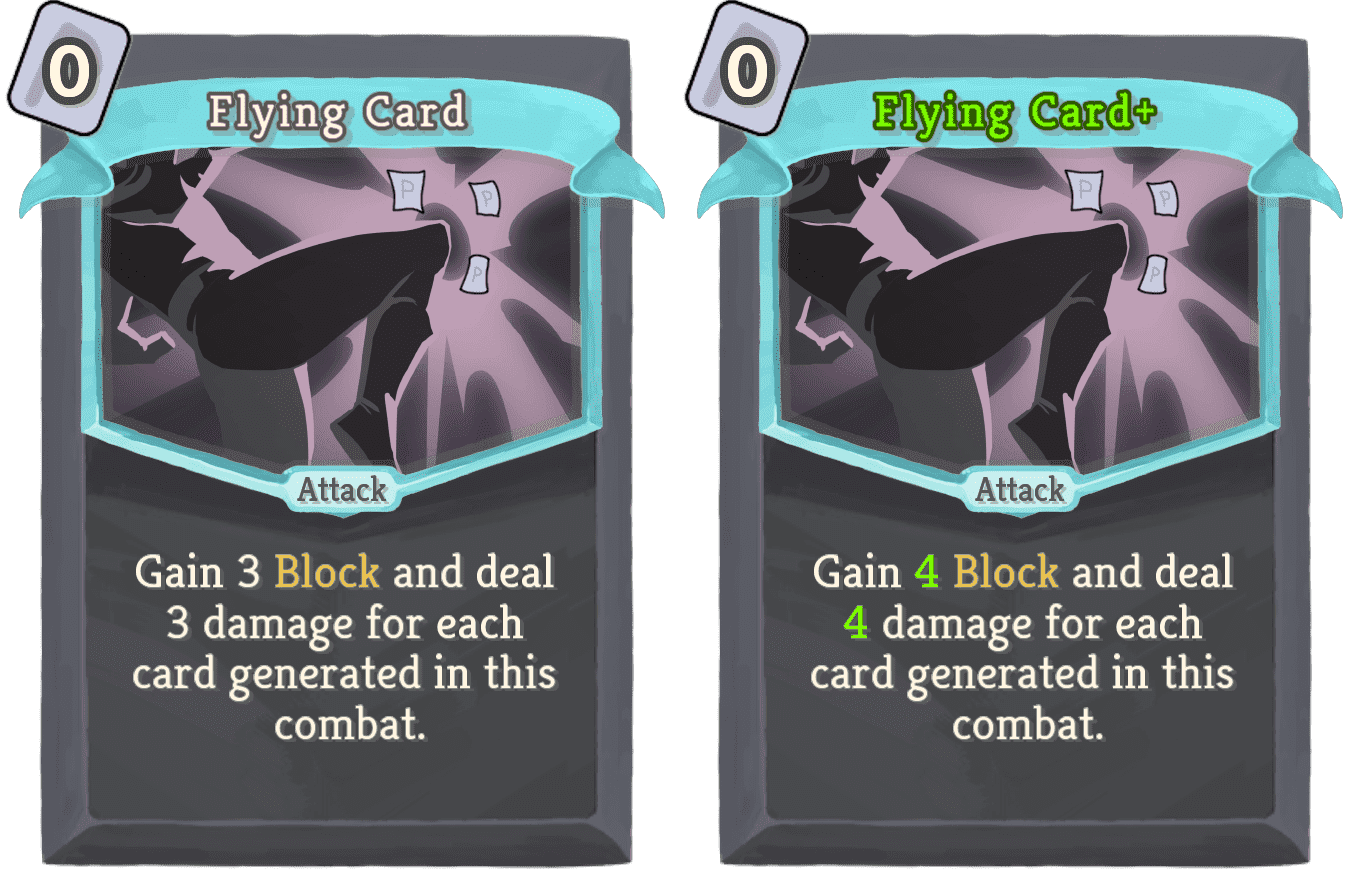 0
Flying Card
P
P
P
Attack
Gain 3 Block and deal
3 damage for each
card generated in this
combat.
0
Flying Card+
P
P
P
Attack
Gain 4 Block and deal
4 damage for each
card generated in this
combat.